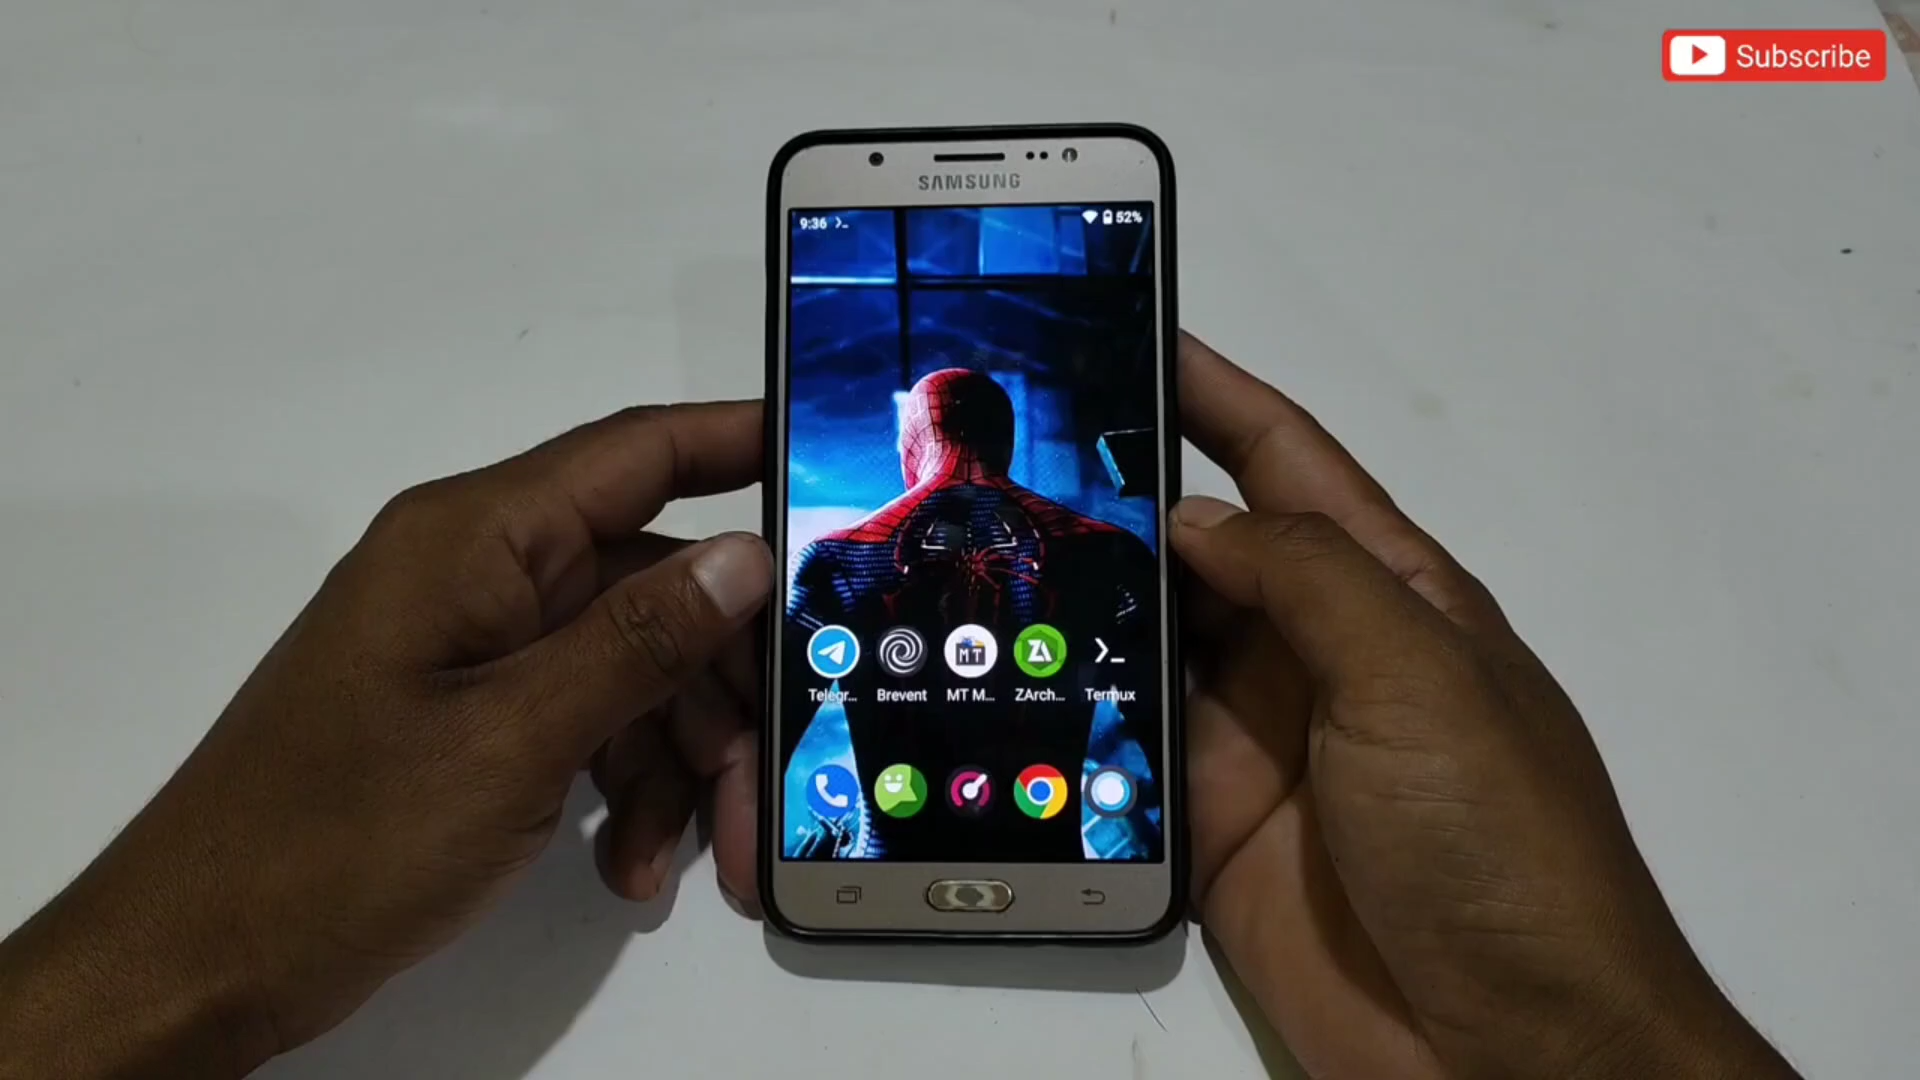 Subscribe
SAMSUNG
9:36 52%
Telegr... Brevent MT M... ZArch... Termux